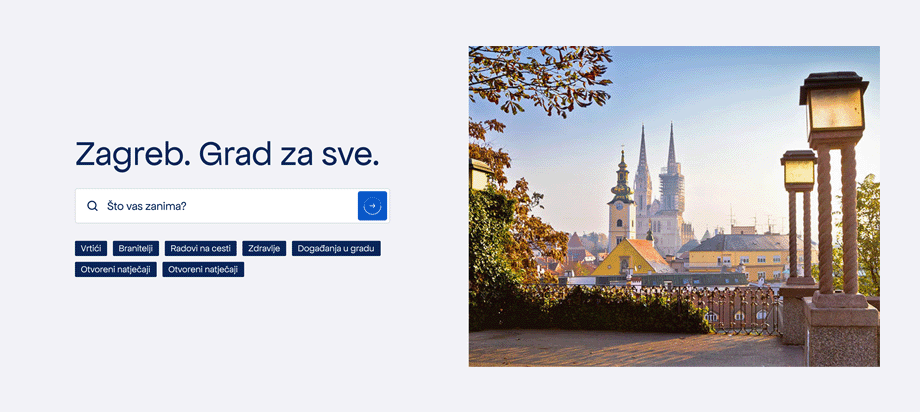 Zagreb. Grad za sve.
Što vas zanima?
Vrtići Branitelji Radovi na cesti Zdravlje Događanja u gradu
Otvoreni natječaji Otvoreni natječaji